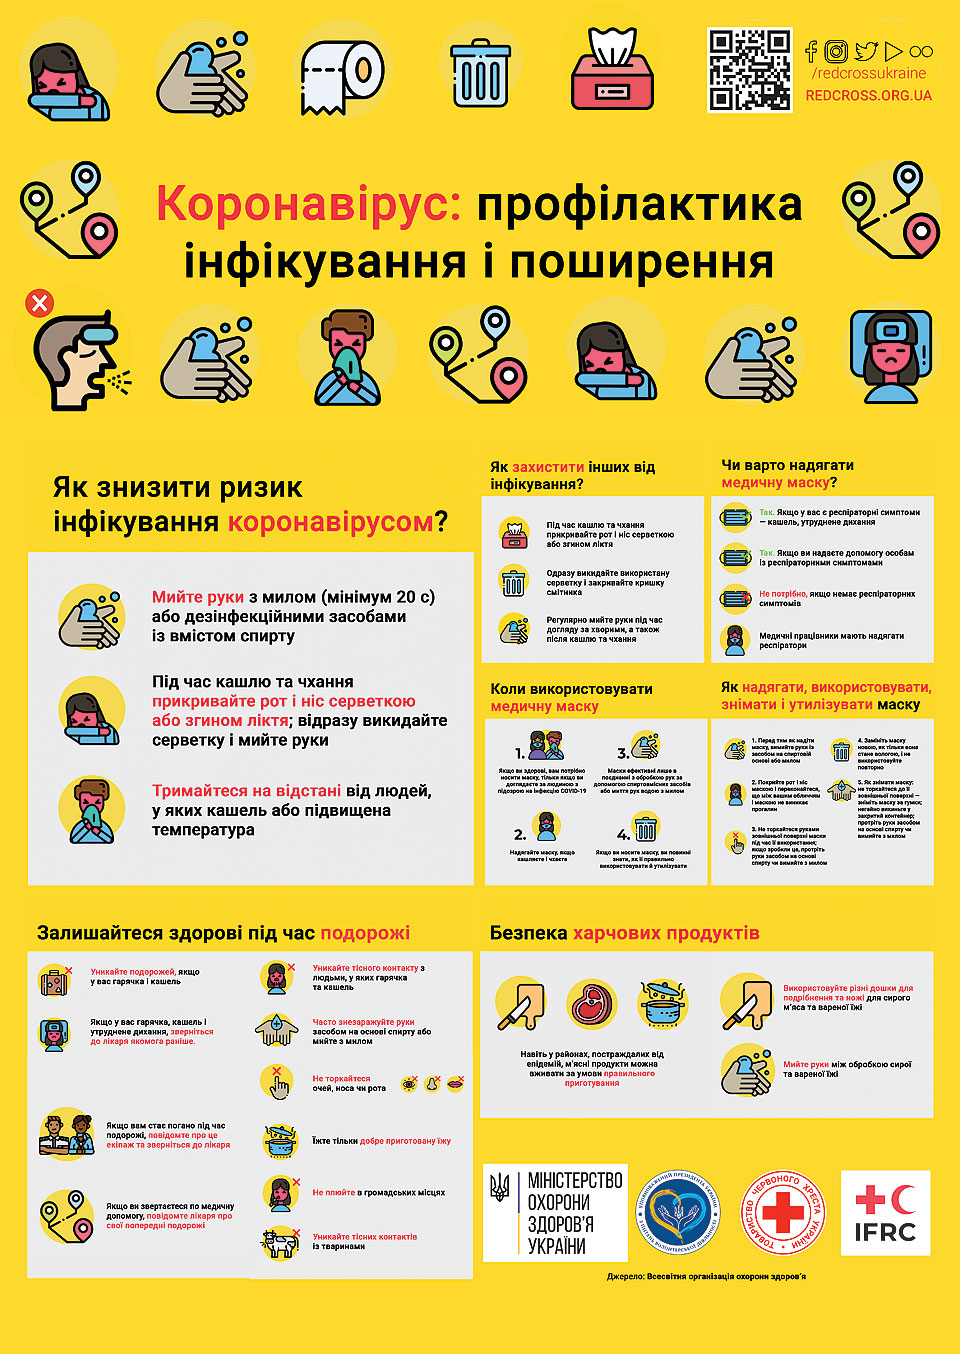 /redcrossukraine
REDCROSS.ORG.UA
Коронавірус: профілактика
інфікування і поширення
Як знизити ризик
інфікування коронавірусом?
Мийте руки з милом (мінімум 20 с)
або дезінфекційними засобами
із вмістом спирту
Під час кашлю та чхання
прикривайте рот і ніс серветкою
або згином ліктя; відразу викидайте
серветку і мийте руки
Тримайтеся на відстані від людей,
у яких кашель або підвищена
температура
Як захистити інших від
інфікування?
Під час кашлю та чхання
прикривайте рот і ніс серветкою
або згином ліктя
Одразу викидайте використану
серветку і закривайте кришку
смітника
Регулярно мийте руки під час
догляду за хворими, а також
після кашлю та чхання
Чи варто надягати
медичну маску?
Так. Якщо у вас є респіраторні симптоми
— кашель, утруднене дихання
Так. Якщо ви надаєте допомогу особам
із респіраторними симптомами
Не потрібно, якщо немає респіраторних
симптомів
Медичні працівники мають надягати
респіратори
Коли використовувати
медичну маску
1.
Якщо ви здорові, вам потрібно
носити маску, тільки якщо ви
доглядаєте за людиною з
підозрою на інфекцію COVID-19
3.
Маски ефективні лише в
поєднанні з обробкою рук за
допомогою спиртовмісних засобів
або миття рук водою з милом
2.
Надягайте маску, якщо
кашляєте і чхаєте
4.
Якщо ви носите маску, ви повинні
знати, як її правильно
використовувати й утилізувати
Як надягати, використовувати,
знімати і утилізувати маску
1. Перед тим як надіти
маску, вимийте руки із
засобом на спиртовій
основі або милом
2. Покрийте рот і ніс
маскою і переконайтеся,
що між вашим обличчям
і маскою не виникає
прогалин
3. Не торкайтеся руками
зовнішньої поверхні маски
під час її використання;
якщо зробили це, протріть
руки засобом на основі
спирту чи вимийте з милом
4. Замініть маску
новою, як тільки вона
стане вологою, і не
використовуйте
повторно
5. Як знімати маску:
не торкайтеся до її
зовнішньої поверхні —
зніміть маску за гумки;
негайно викиньте у
закритий контейнер;
протріть руки засобом
на основі спирту чи
вимийте з милом
Залишайтеся здорові під час подорожі
Уникайте подорожей, якщо
у вас гарячка і кашель
Якщо у вас гарячка, кашель і
утруднене дихання, зверніться
до лікаря якомога раніше.
Якщо вам стає погано під час
подорожі, повідомте про це
екіпаж та зверніться до лікаря
Якщо ви звертаєтеся по медичну
допомогу, повідомте лікаря про
свої попередні подорожі
Уникайте тісного контакту з
людьми, у яких гарячка
та кашель
Часто знезаражуйте руки
засобом на основі спирту або
мийте з милом
Не торкайтеся
очей, носа чи рота
Їжте тільки добре приготовану їжу
Не плюйте в громадських місцях
Уникайте тісних контактів
із тваринами
Безпека харчових продуктів
Навіть у районах, постраждалих від
епідемій, м'ясні продукти можна
вживати за умови правильного
приготування
Використовуйте різні дошки для
подрібнення та ножі для сирого
м'яса та вареної їжі
Мийте руки між обробкою сирої
та вареної їжі
МІНІСТЕРСТВО
ОХОРОНИ
ЗДОРОВ'Я
УКРАЇНИ
УПОВНОВАЖЕНИЙ ПРЕЗИДЕНТА УКРАЇНИ
З ПИТАНЬ ВОЛОНТЕРСЬКОЇ ДІЯЛЬНОСТІ
ТОВАРИСТВО ЧЕРВОНОГО ХРЕСТА УКРАЇНИ
IFRC
Джерело: Всесвітня організація охорони здоров'я